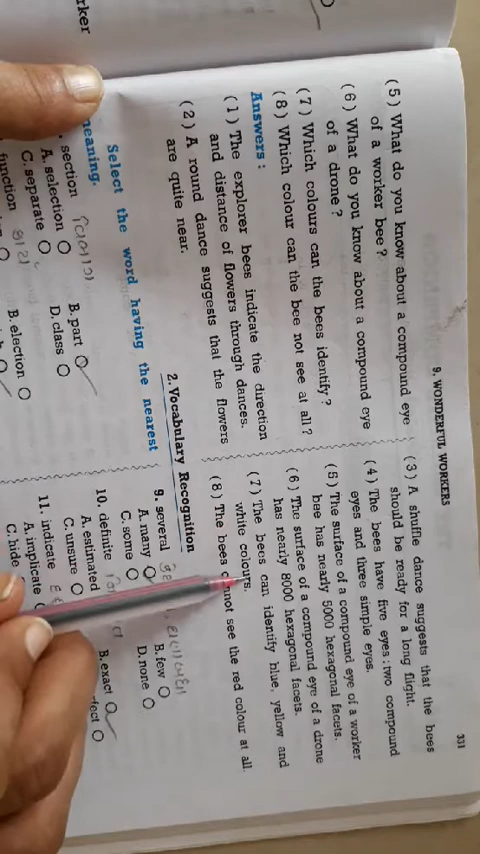 rker
331
9. WONDERFUL WORKERS
(5) What do you know about a compound eye
of a worker bee?
(6) What do you know about a compound eye
of a drone?
(7) Which colours can the bees identify?
(8) Which colour can the bee not see at all?
Answers :
(1) The explorer bees indicate the direction
and distance of flowers through dances.
(2) A round dance suggests that the flowers
are quite near.
(3) A shuffle dance suggests that the bees
should be ready for a long flight.
(4) The bees have five eyes : two compound
eyes and three simple eyes.
(5) The surface of a compound eye of a worker
bee has nearly 5000 hexagonal facets.
(6) The surface of a compound eye of a drone
has nearly 8000 hexagonal facets.
(7) The bees can identify blue, yellow and
white colours.
(8) The bees cannot see the red colour at all.
2. Vocabulary Recognition
Select the word having the nearest
meaning.
section
A. selection B. part
C. separate D. class
function
B. election
9. several
A. many B. few
C. some D. none
10. definite
A. estimated B. exact
C. unsure
11. indicate
A. implicate
C. hide